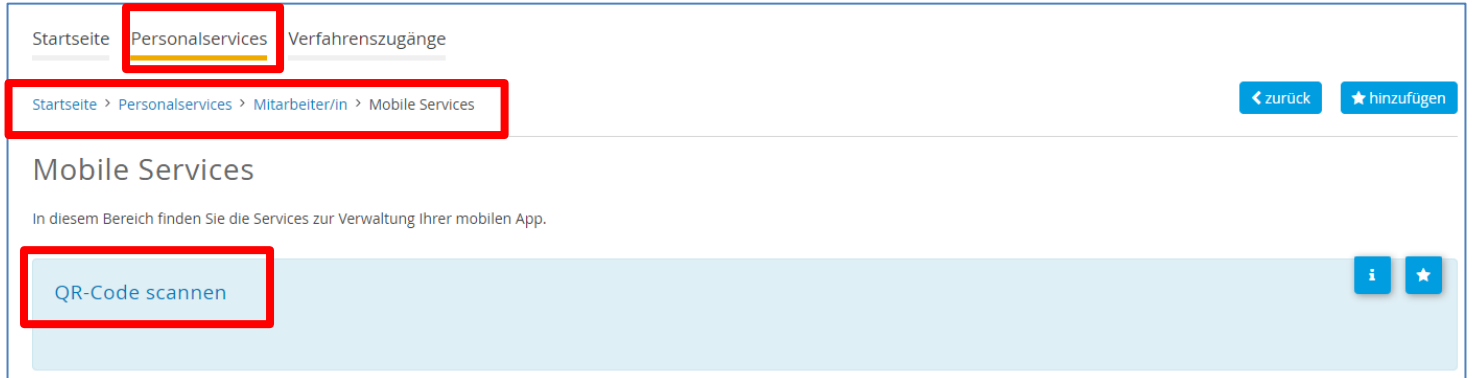 Startseite Personalservices Verfahrenszugänge
Startseite > Personalservices > Mitarbeiter/in > Mobile Services zurück hinzufügen
Mobile Services
In diesem Bereich finden Sie die Services zur Verwaltung Ihrer mobilen App.
QR-Code scannen